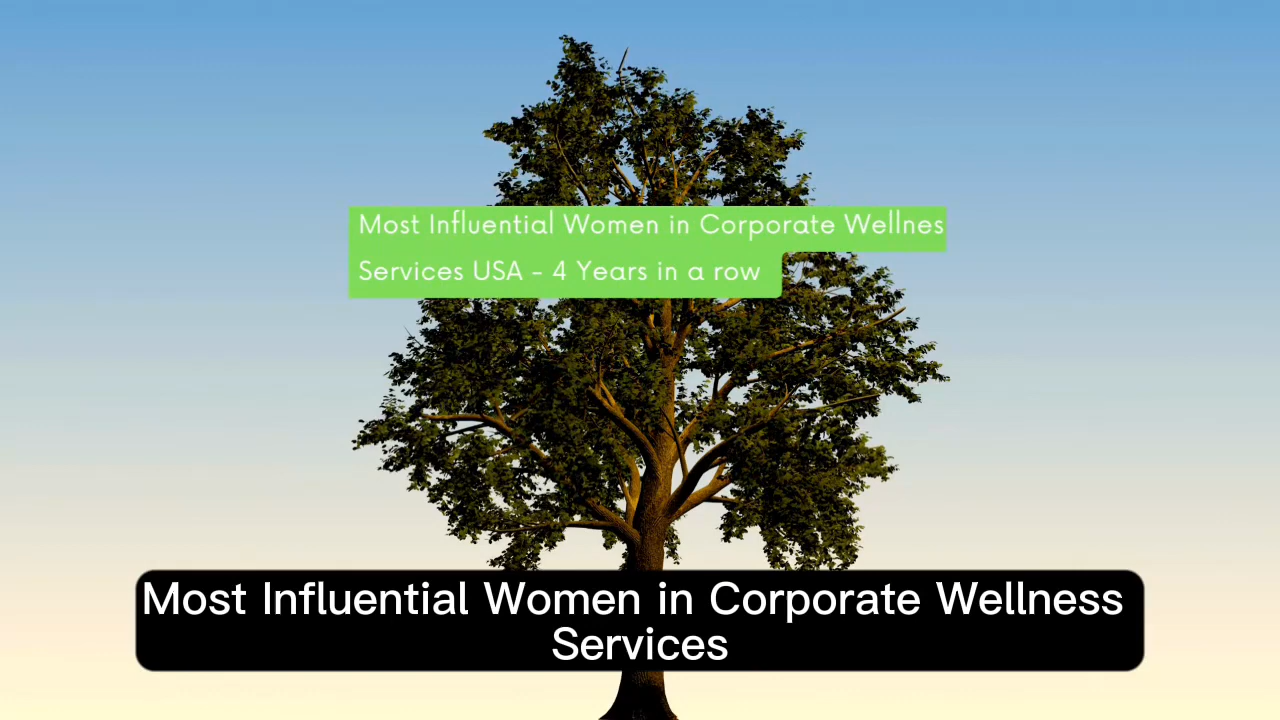 Most Influential Women in Corporate Wellnes
Services USA - 4 Years in a row
Most Influential Women in Corporate Wellness
Services